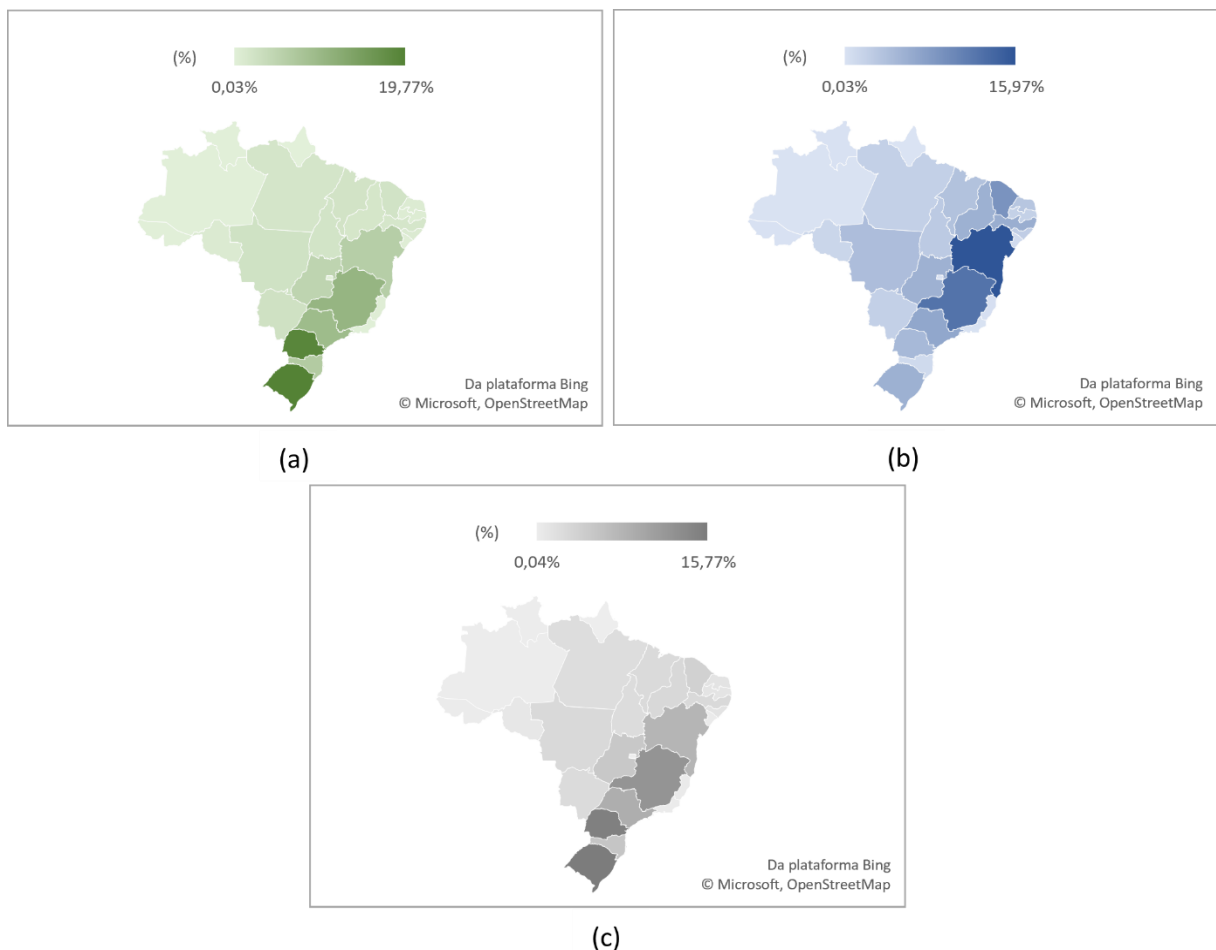 (%)
0,03% 19,77%
Da plataforma Bing
© Microsoft, OpenStreetMap
(a)
(%)
0,03% 15,97%
Da plataforma Bing
© Microsoft, OpenStreetMap
(b)
(%)
0,04% 15,77%
Da plataforma Bing
© Microsoft, OpenStreetMap
(c)